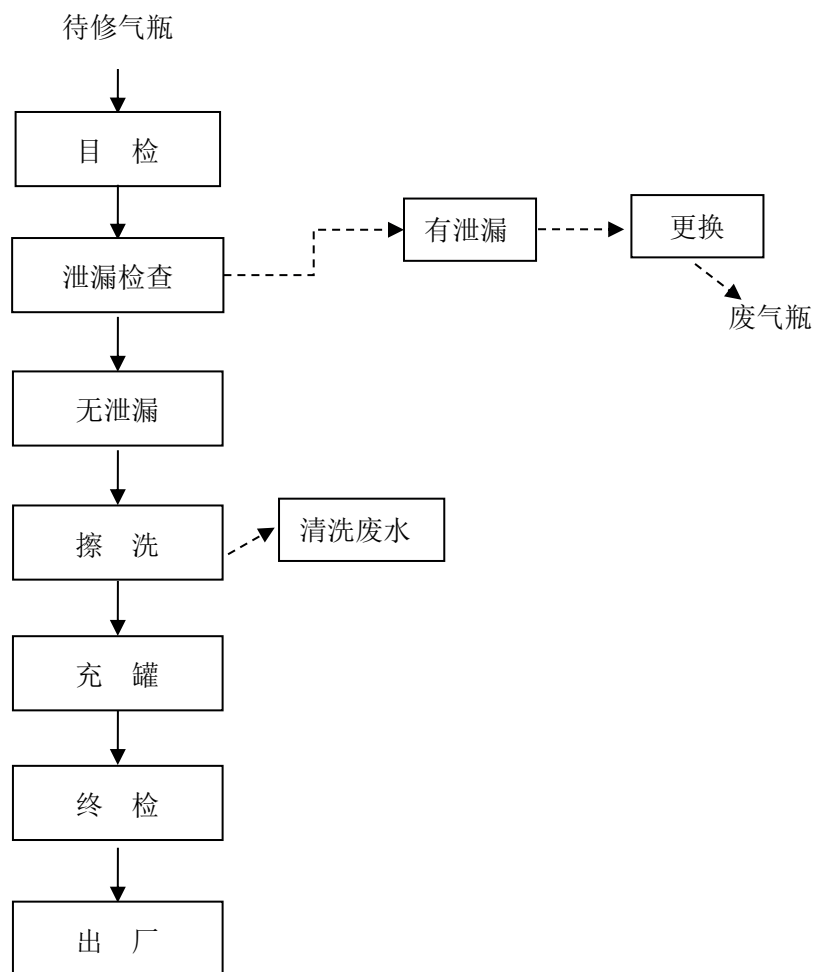 待修气瓶
目 检
泄漏检查
有泄漏
更换
废气瓶
无泄漏
擦 洗
清洗废水
充 罐
终 检
出 厂